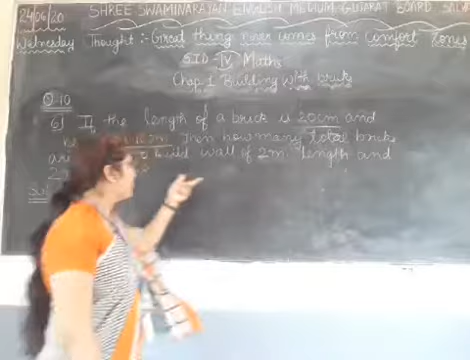 24/06/20 SHREE SWAMINARAYAN ENGLISH MEDIUM GUJARAT BOARD
Wednesday Thought :- Great thing never comes from comfort zones
STD IV Maths
Chap. 1 Building with bricks
Q.10
6) If the length of a brick is 20cm and
Then how many total bricks
build wall of 2m length and